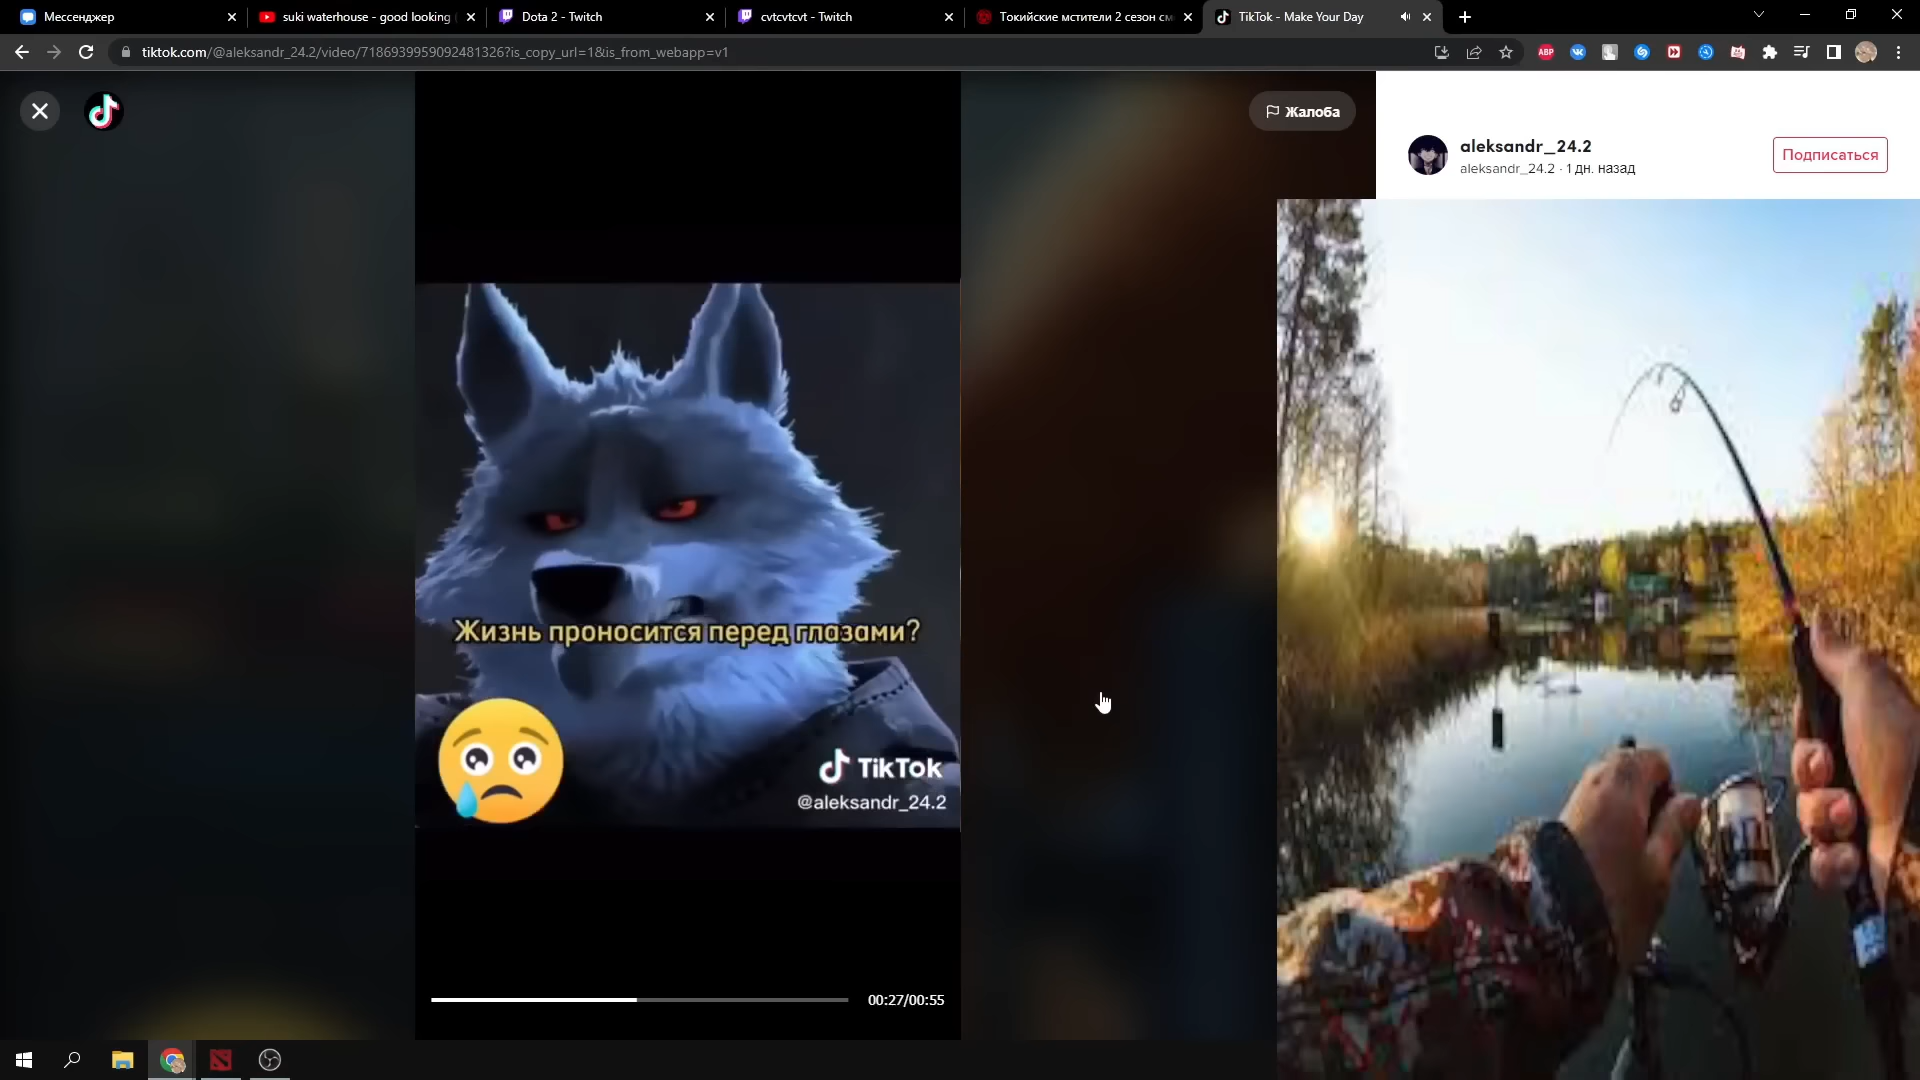 Мессенджер
suki waterhouse - good looking
Dota 2 - Twitch
cvtcvtcvt - Twitch
Токийские мстители 2 сезон см
TikTok - Make Your Day
tiktok.com/@aleksandr_24.2/video/7186939959092481326?is_copy_url=1&is_from_webapp=v1
ABP
Жалоба
aleksandr_24.2
aleksandr_24.2 · 1 дн. назад
Подписаться
Жизнь проносится перед глазами?
TikTok
@aleksandr_24.2
00:27/00:55